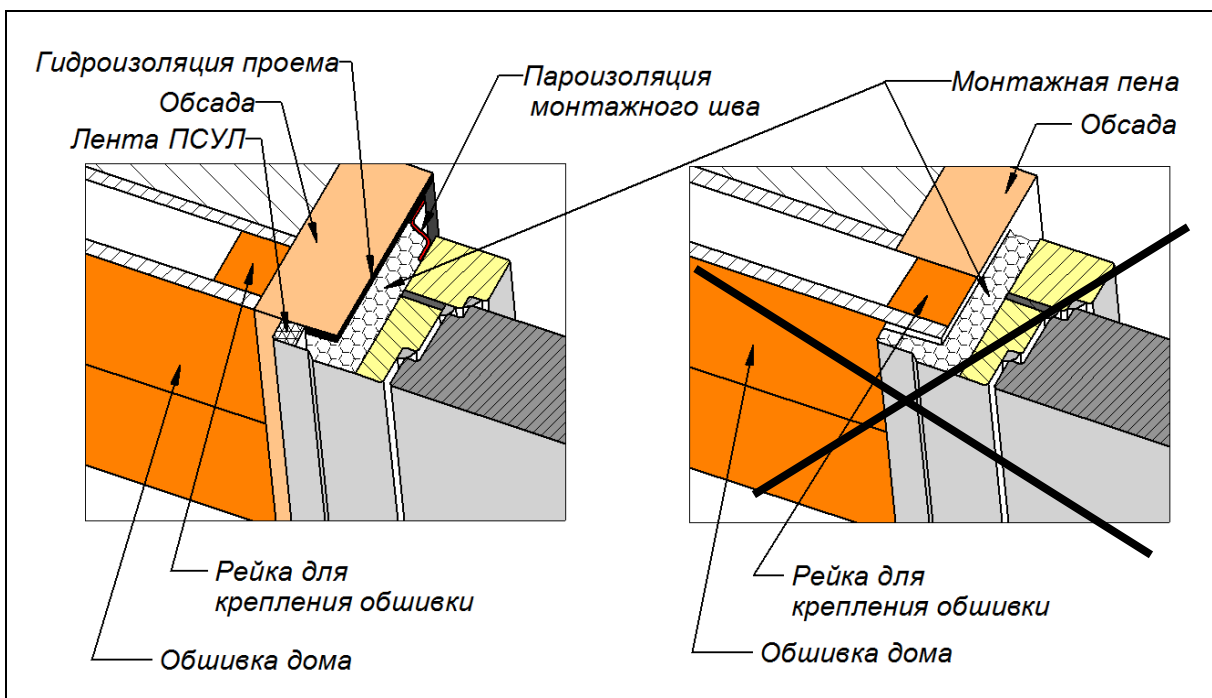 Гидроизоляция проема
Обсада
Лента ПСУЛ
Пароизоляция
монтажного шва
Монтажная пена
Обсада
Рейка для
крепления обшивки
Обшивка дома
Рейка для
крепления обшивки
Обшивка дома